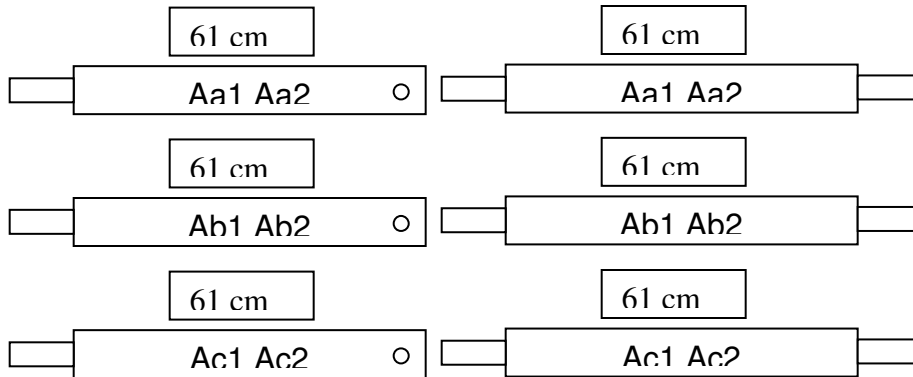 61 cm 61 cm
Aa1 Aa2 Aa1 Aa2
61 cm 61 cm
Ab1 Ab2 Ab1 Ab2
61 cm 61 cm
Ac1 Ac2 Ac1 Ac2